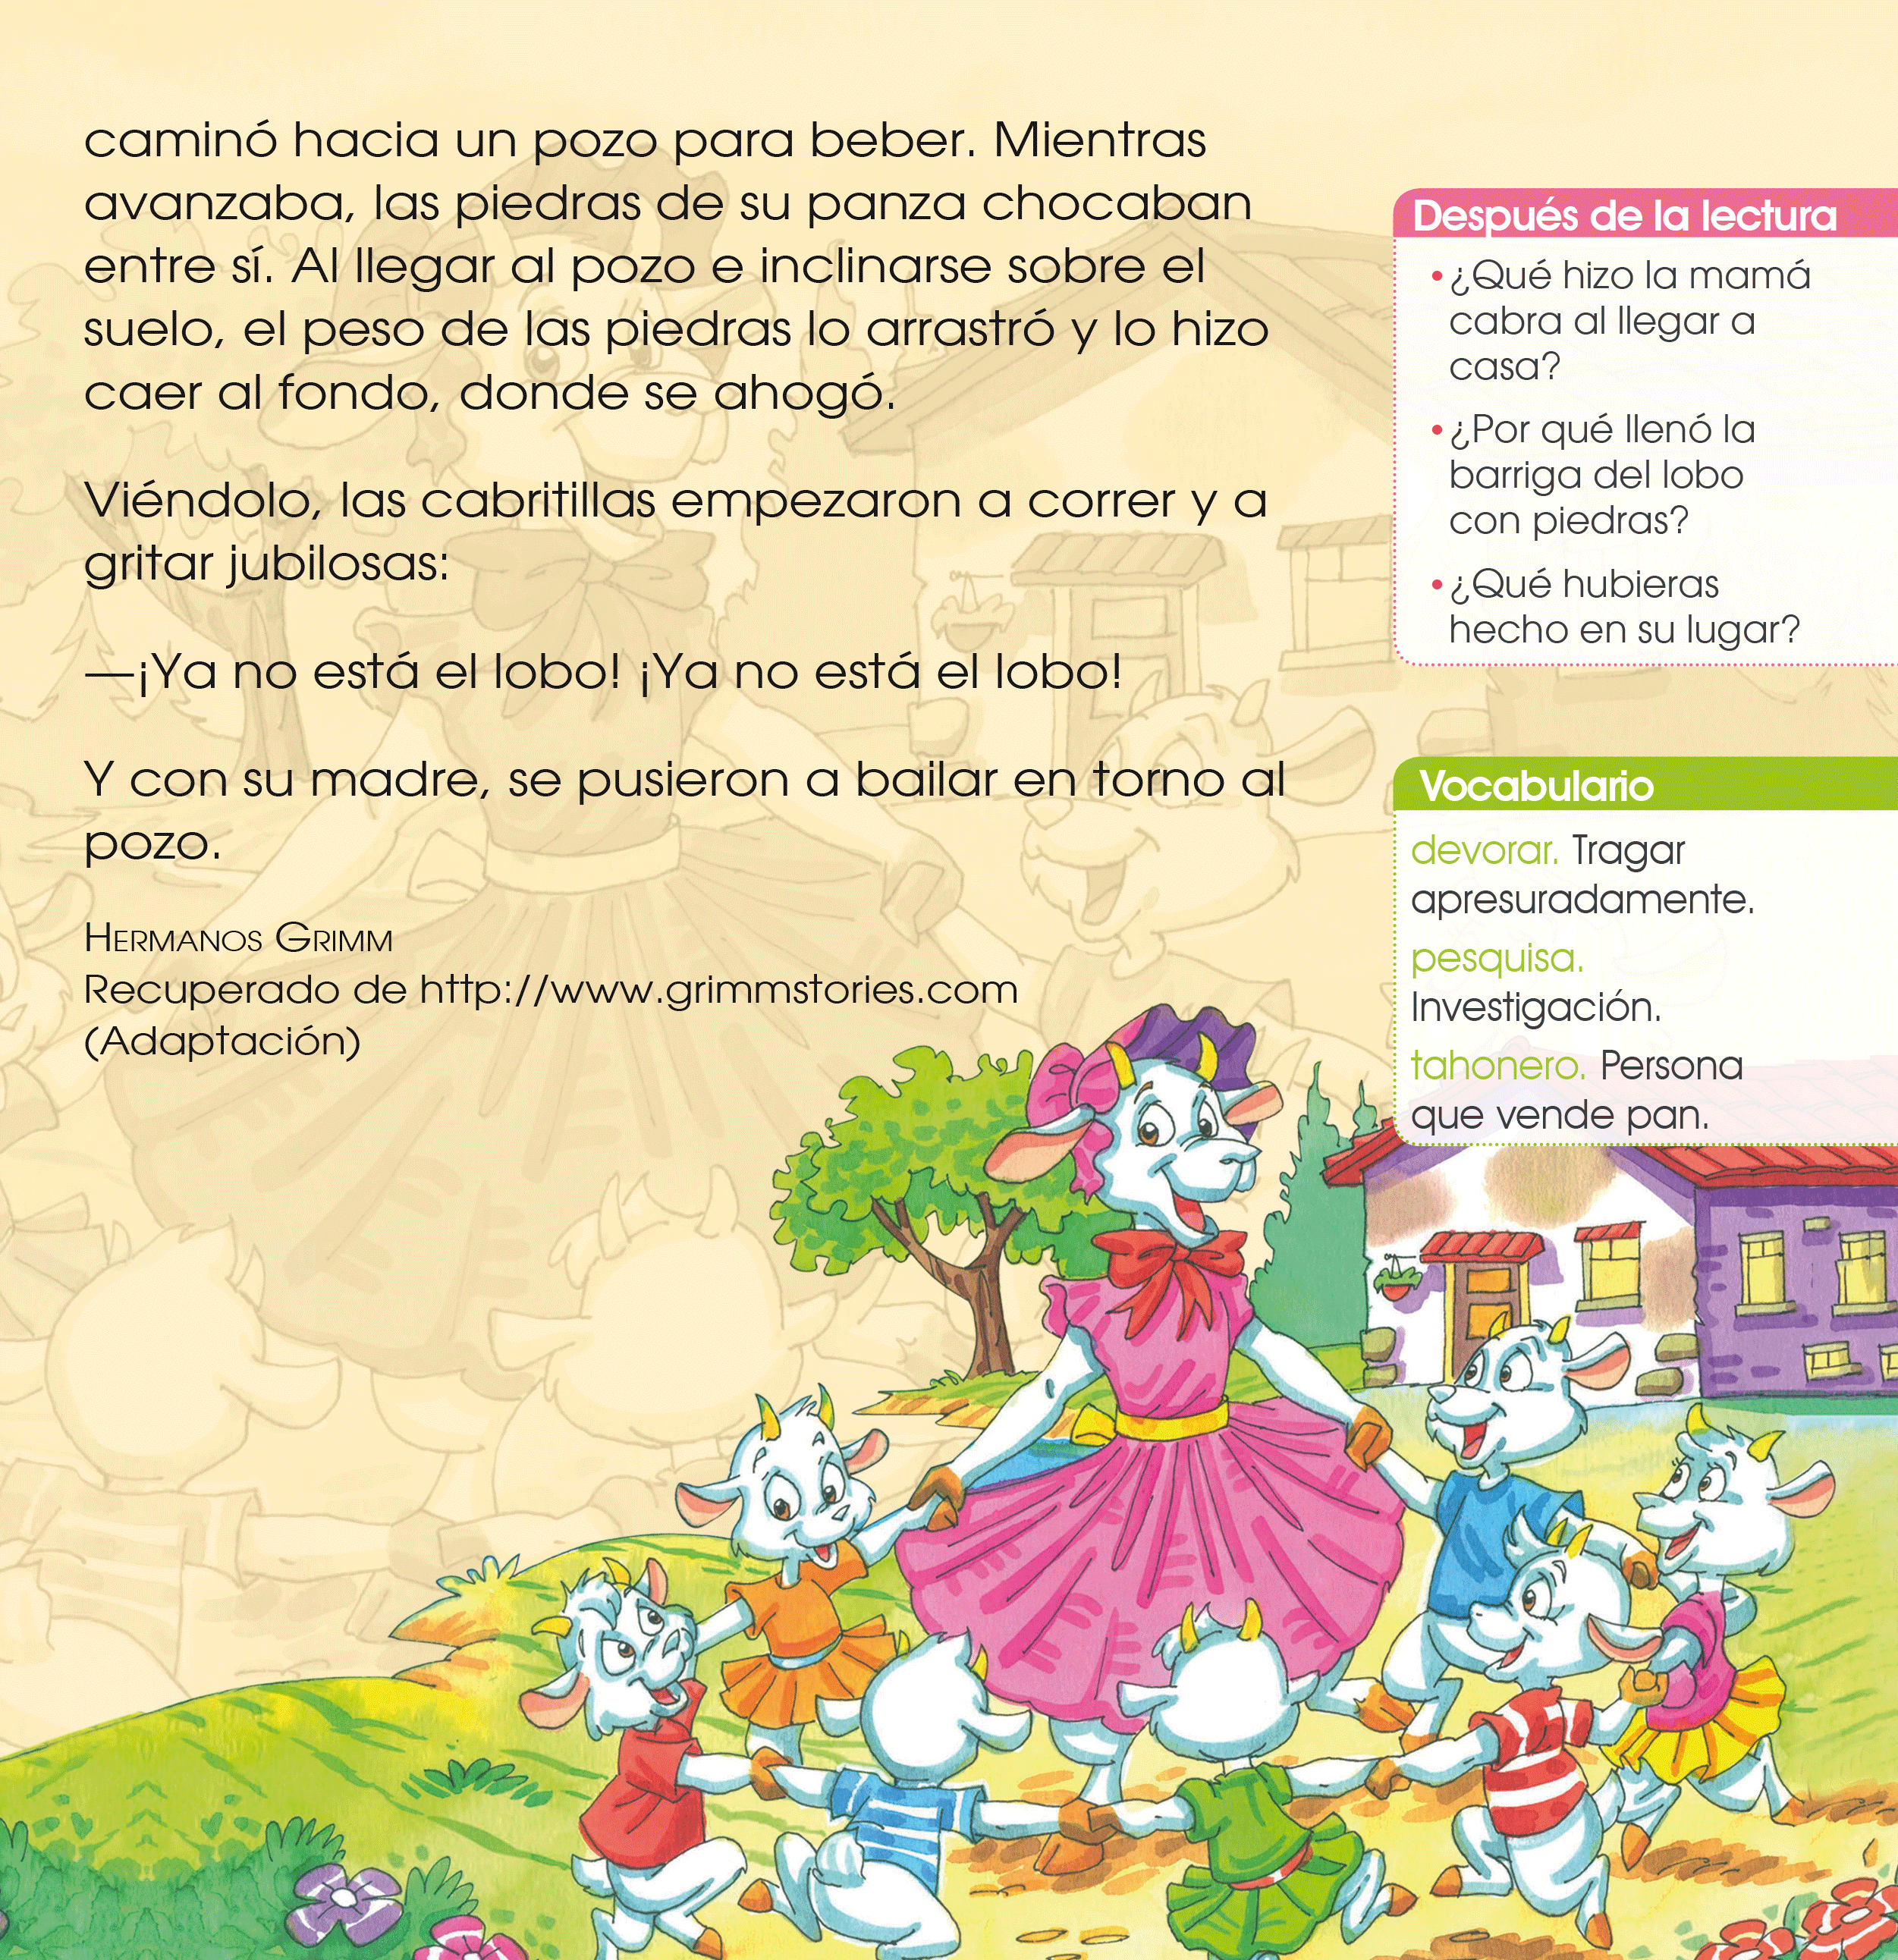 caminó hacia un pozo para beber. Mientras
avanzaba, las piedras de su panza chocaban
entre sí. Al llegar al pozo e inclinarse sobre el
suelo, el peso de las piedras lo arrastró y lo hizo
caer al fondo, donde se ahogó.
Viéndolo, las cabritillas empezaron a correr y a
gritar jubilosas:
—¡Ya no está el lobo! ¡Ya no está el lobo!
Y con su madre, se pusieron a bailar en torno al
pozo.
HERMANOS GRIMM
Recuperado de http://www.grimmstories.com
(Adaptación)
Después de la lectura
• ¿Qué hizo la mamá
cabra al llegar a
casa?
• ¿Por qué llenó la
barriga del lobo
con piedras?
• ¿Qué hubieras
hecho en su lugar?
Vocabulario
devorar. Tragar
apresuradamente.
pesquisa.
Investigación.
tahonero. Persona
que vende pan.